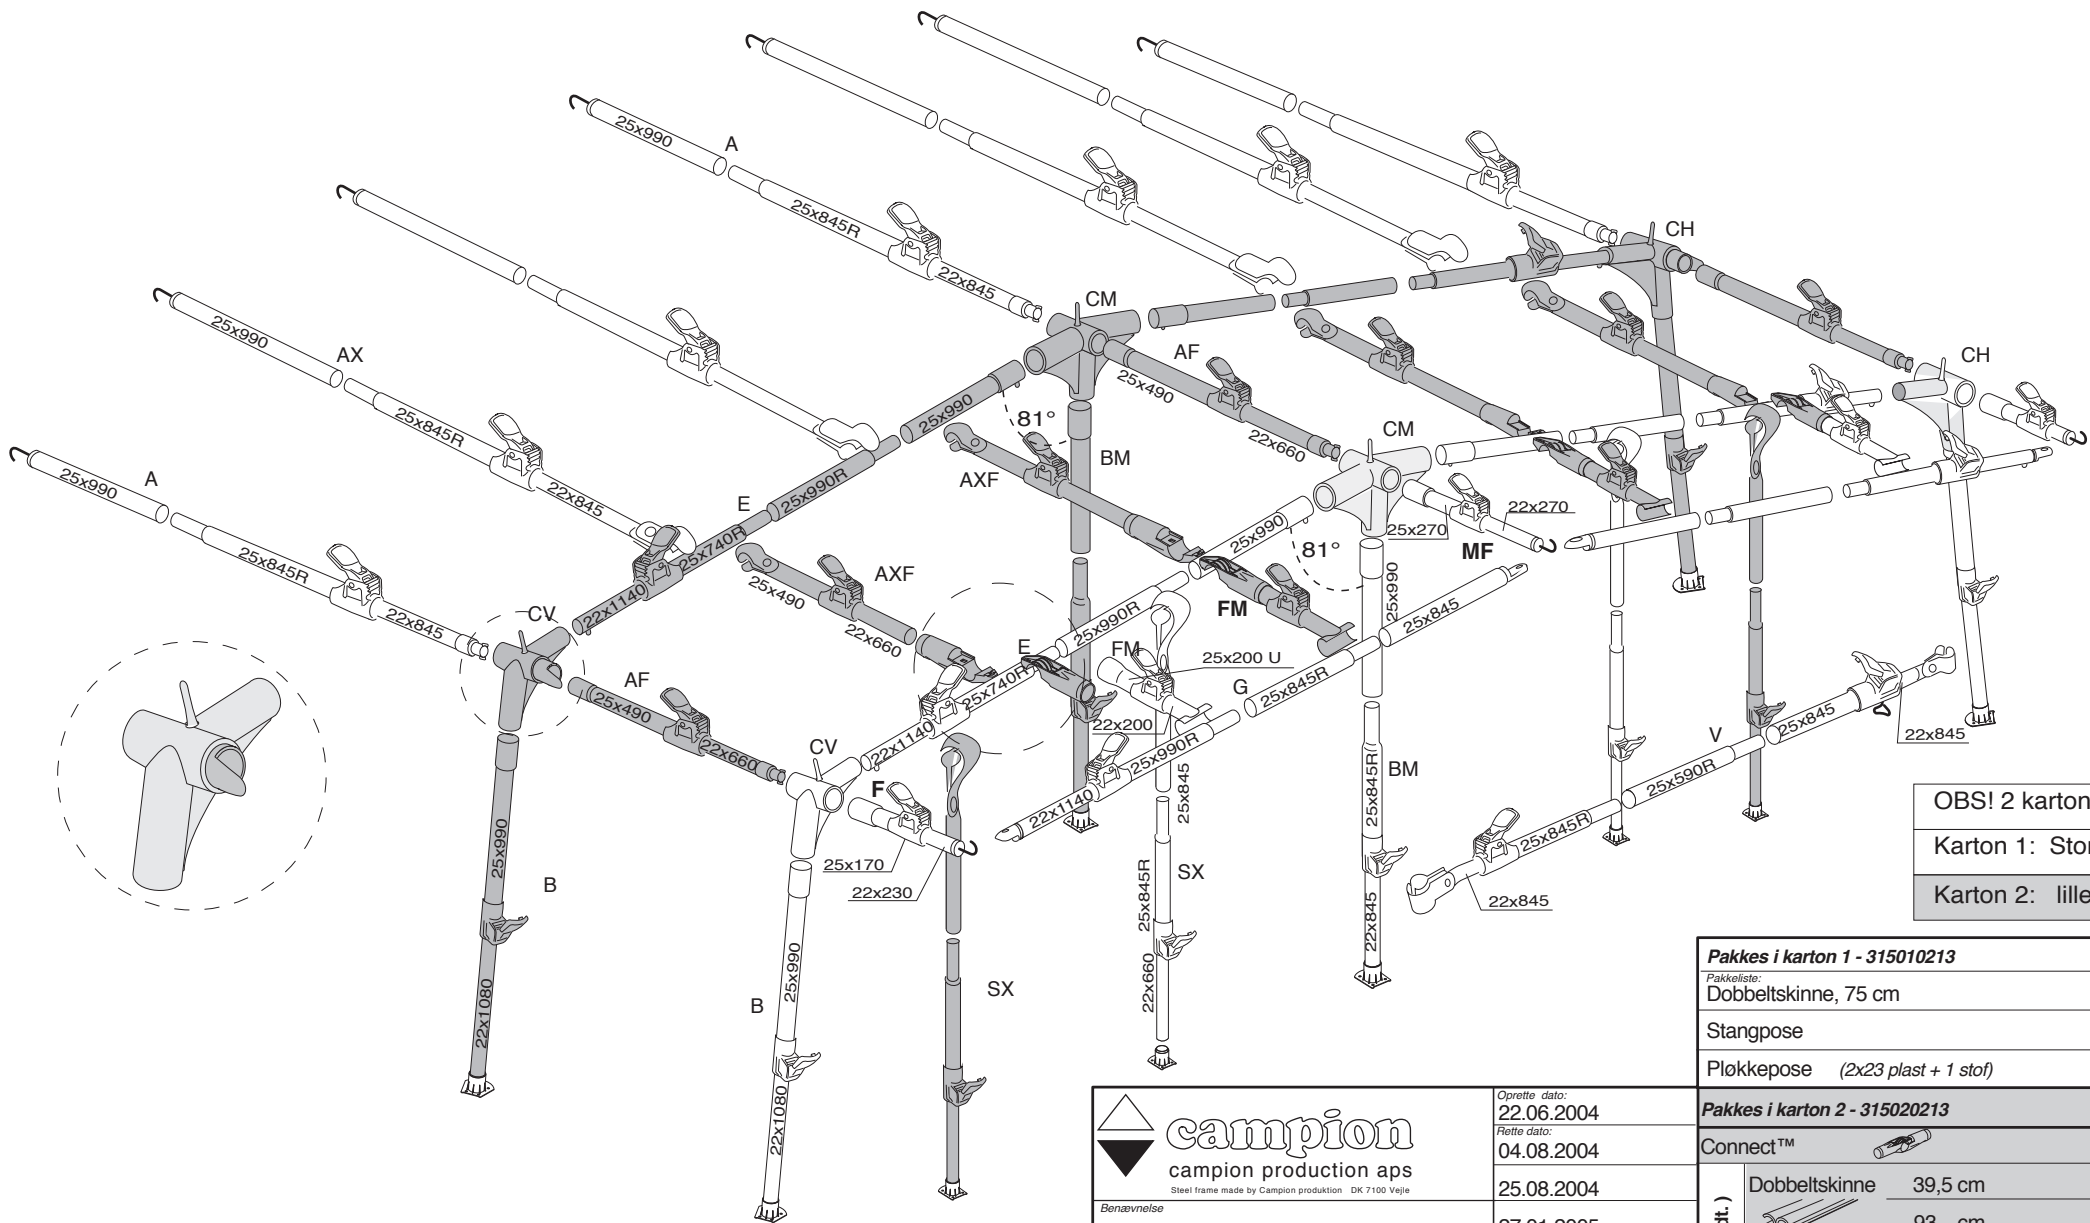 25x990
A
25x845R
22x845
25x990
AX
25x845R
22x845
25x990
A
25x845R
22x845
CV
22x1140
25x740R
E
25x990R
25x990
81°
CM
CH
AF
25x490
22x660
CM
CH
BM
AXF
AXF
25x490
22x660
AF
25x490
22x660
CV
22x1140
25x740R
E
25x990R
25x990
81°
25x990
25x270
22x270
MF
FM
FM
25x200 U
22x200
G
25x845R
25x845
25x990R
22x1140
F
25x170
22x230
25x990
B
22x1080
25x990
B
22x1080
SX
25x845
25x845R
SX
22x660
25x845R
BM
22x845
V
25x845
22x845
25x590R
25x845R
22x845
OBS! 2 karton
Karton 1: Stor
Karton 2: lille
Pakkes i karton 1 - 315010213
Pakkeliste:
Dobbeltskinne, 75 cm
Stangpose
Pløkkepose (2x23 plast + 1 stof)
Pakkes i karton 2 - 315020213
Connect™
Dobbeltskinne 39,5 cm
93 cm
campion
campion production aps
Steel frame made by Campion produktion DK 7100 Vejle
Benævnelse
Oprette dato:
22.06.2004
Rette dato:
04.08.2004
25.08.2004